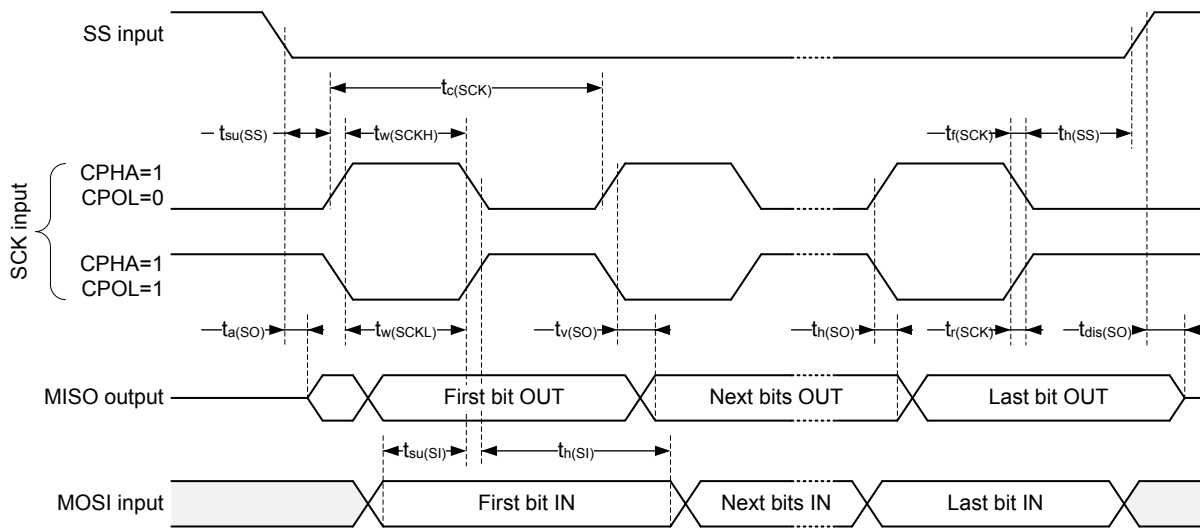 SS input
tc(SCK)
tsu(SS) tw(SCKH) tf(SCK) th(SS)
SCK input
CPHA=1
CPOL=0
CPHA=1
CPOL=1
ta(SO) tw(SCKL) tv(SO) th(SO) tr(SCK) tdis(SO)
MISO output First bit OUT Next bits OUT Last bit OUT
tsu(SI) th(SI)
MOSI input First bit IN Next bits IN Last bit IN